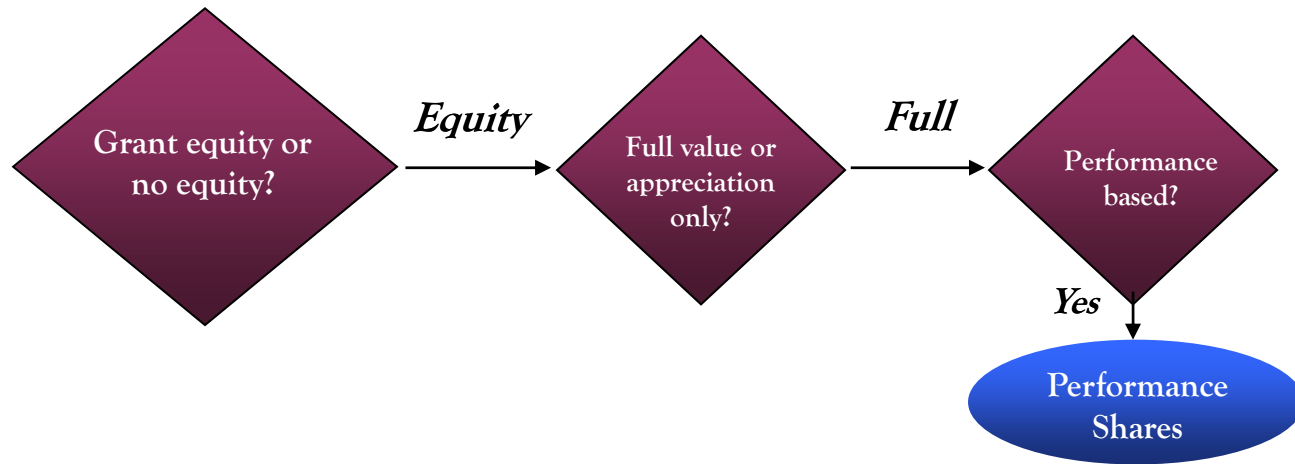 Grant equity or
no equity?
Equity
Full value or
appreciation
only?
Full
Performance
based?
Yes
Performance
Shares